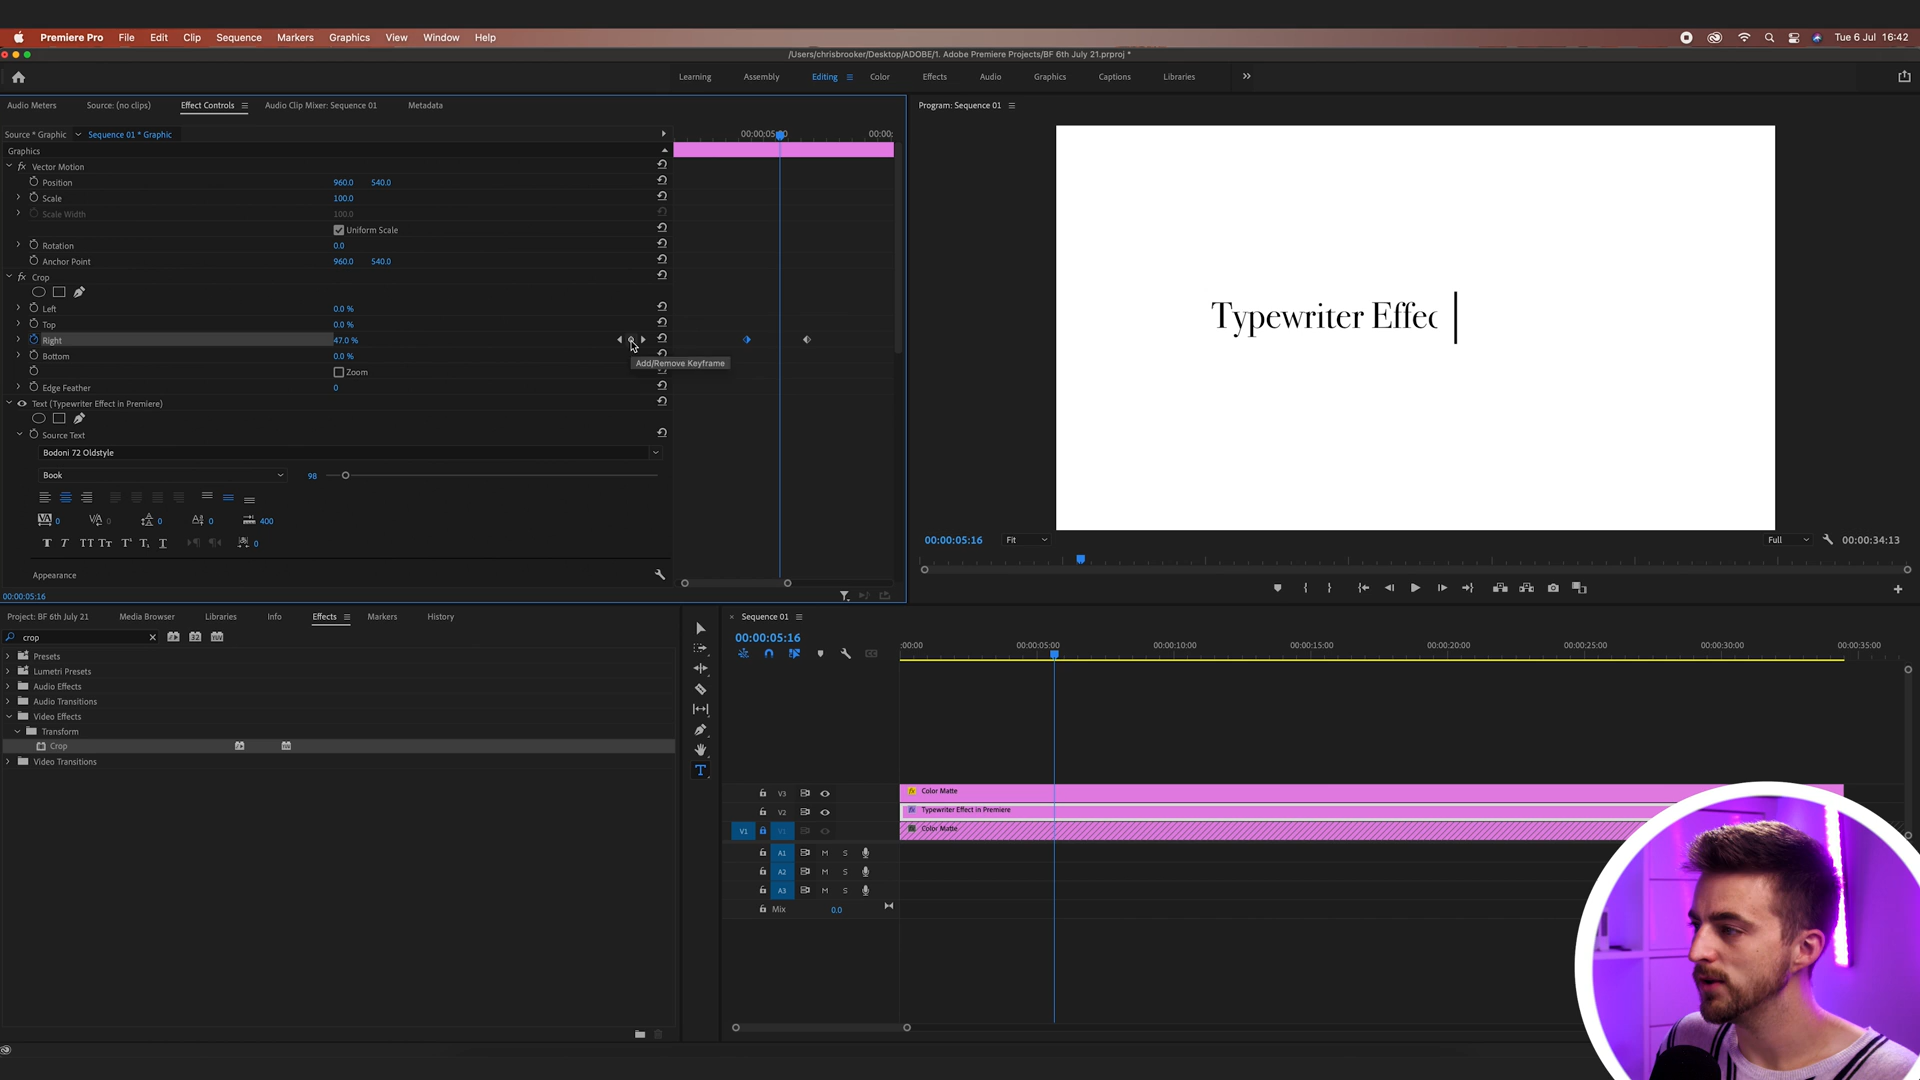 Premiere Pro File Edit Clip Sequence Markers Graphics View Window Help Tue 6 Jul 16:42
/Users/chrisbrooker/Desktop/ADOBE/1. Adobe Premiere Projects/BF 6th July 21.prproj *
Learning Assembly Editing Color Effects Audio Graphics Captions Libraries
Audio Meters Source: (no clips) Effect Controls Audio Clip Mixer: Sequence 01 Metadata
Program: Sequence 01
Source * Graphic Sequence 01 * Graphic
Graphics
fx Vector Motion
Position 960.0 540.0
Scale 100.0
Scale Width 100.0
Uniform Scale
Rotation 0.0
Anchor Point 960.0 540.0
fx Crop
Left 0.0 %
Top 0.0 %
Right 47.0 %
Bottom 0.0 %
Add/Remove Keyframe
Zoom
Edge Feather 0
Text (Typewriter Effect in Premiere)
Source Text
Bodoni 72 Oldstyle
Book 98
0 0 0 0 400
0
Appearance
00:00:05:16
Typewriter Effec
00:00:05:16 Fit Full 00:00:34:13
Project: BF 6th July 21 Media Browser Libraries Info Effects Markers History
crop
Presets
Lumetri Presets
Audio Effects
Audio Transitions
Video Effects
Transform
Crop
Video Transitions
Sequence 01
00:00:05:16
:00:00 00:00:05:00 00:00:10:00 00:00:15:00 00:00:20:00 00:00:25:00 00:00:30:00 00:00:35:00
V3 Color Matte
V2 Typewriter Effect in Premiere
V1 V1 Color Matte
A1 M S
A2 M S
A3 M S
Mix 0.0